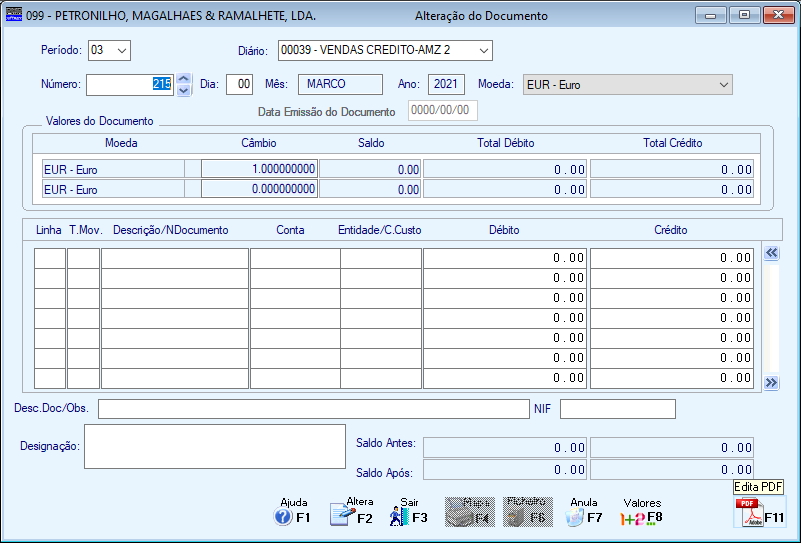 099 - PETRONILHO, MAGALHAES & RAMALHETE, LDA. Alteração do Documento
Período: 03 Diário: 00039 - VENDAS CREDITO-AMZ 2
Número: 215 Dia: 00 Mês: MARCO Ano: 2021 Moeda: EUR - Euro
Data Emissão do Documento 0000/00/00
Valores do Documento
Moeda Câmbio Saldo Total Débito Total Crédito
EUR - Euro 1.000000000 0.00 0.00 0.00
EUR - Euro 0.000000000 0.00 0.00 0.00
Linha T.Mov. Descrição/NDocumento Conta Entidade/C.Custo Débito Crédito
0.00 0.00
0.00 0.00
0.00 0.00
0.00 0.00
0.00 0.00
0.00 0.00
0.00 0.00
Desc.Doc/Obs. NIF
Designação: Saldo Antes: 0.00 0.00
Saldo Após: 0.00 0.00
Edita PDF
Ajuda Altera Sair Mapa Ficheiro Anula Valores PDF
F1 F2 F3 F4 F6 F7 1+2 F8 Adobe F11